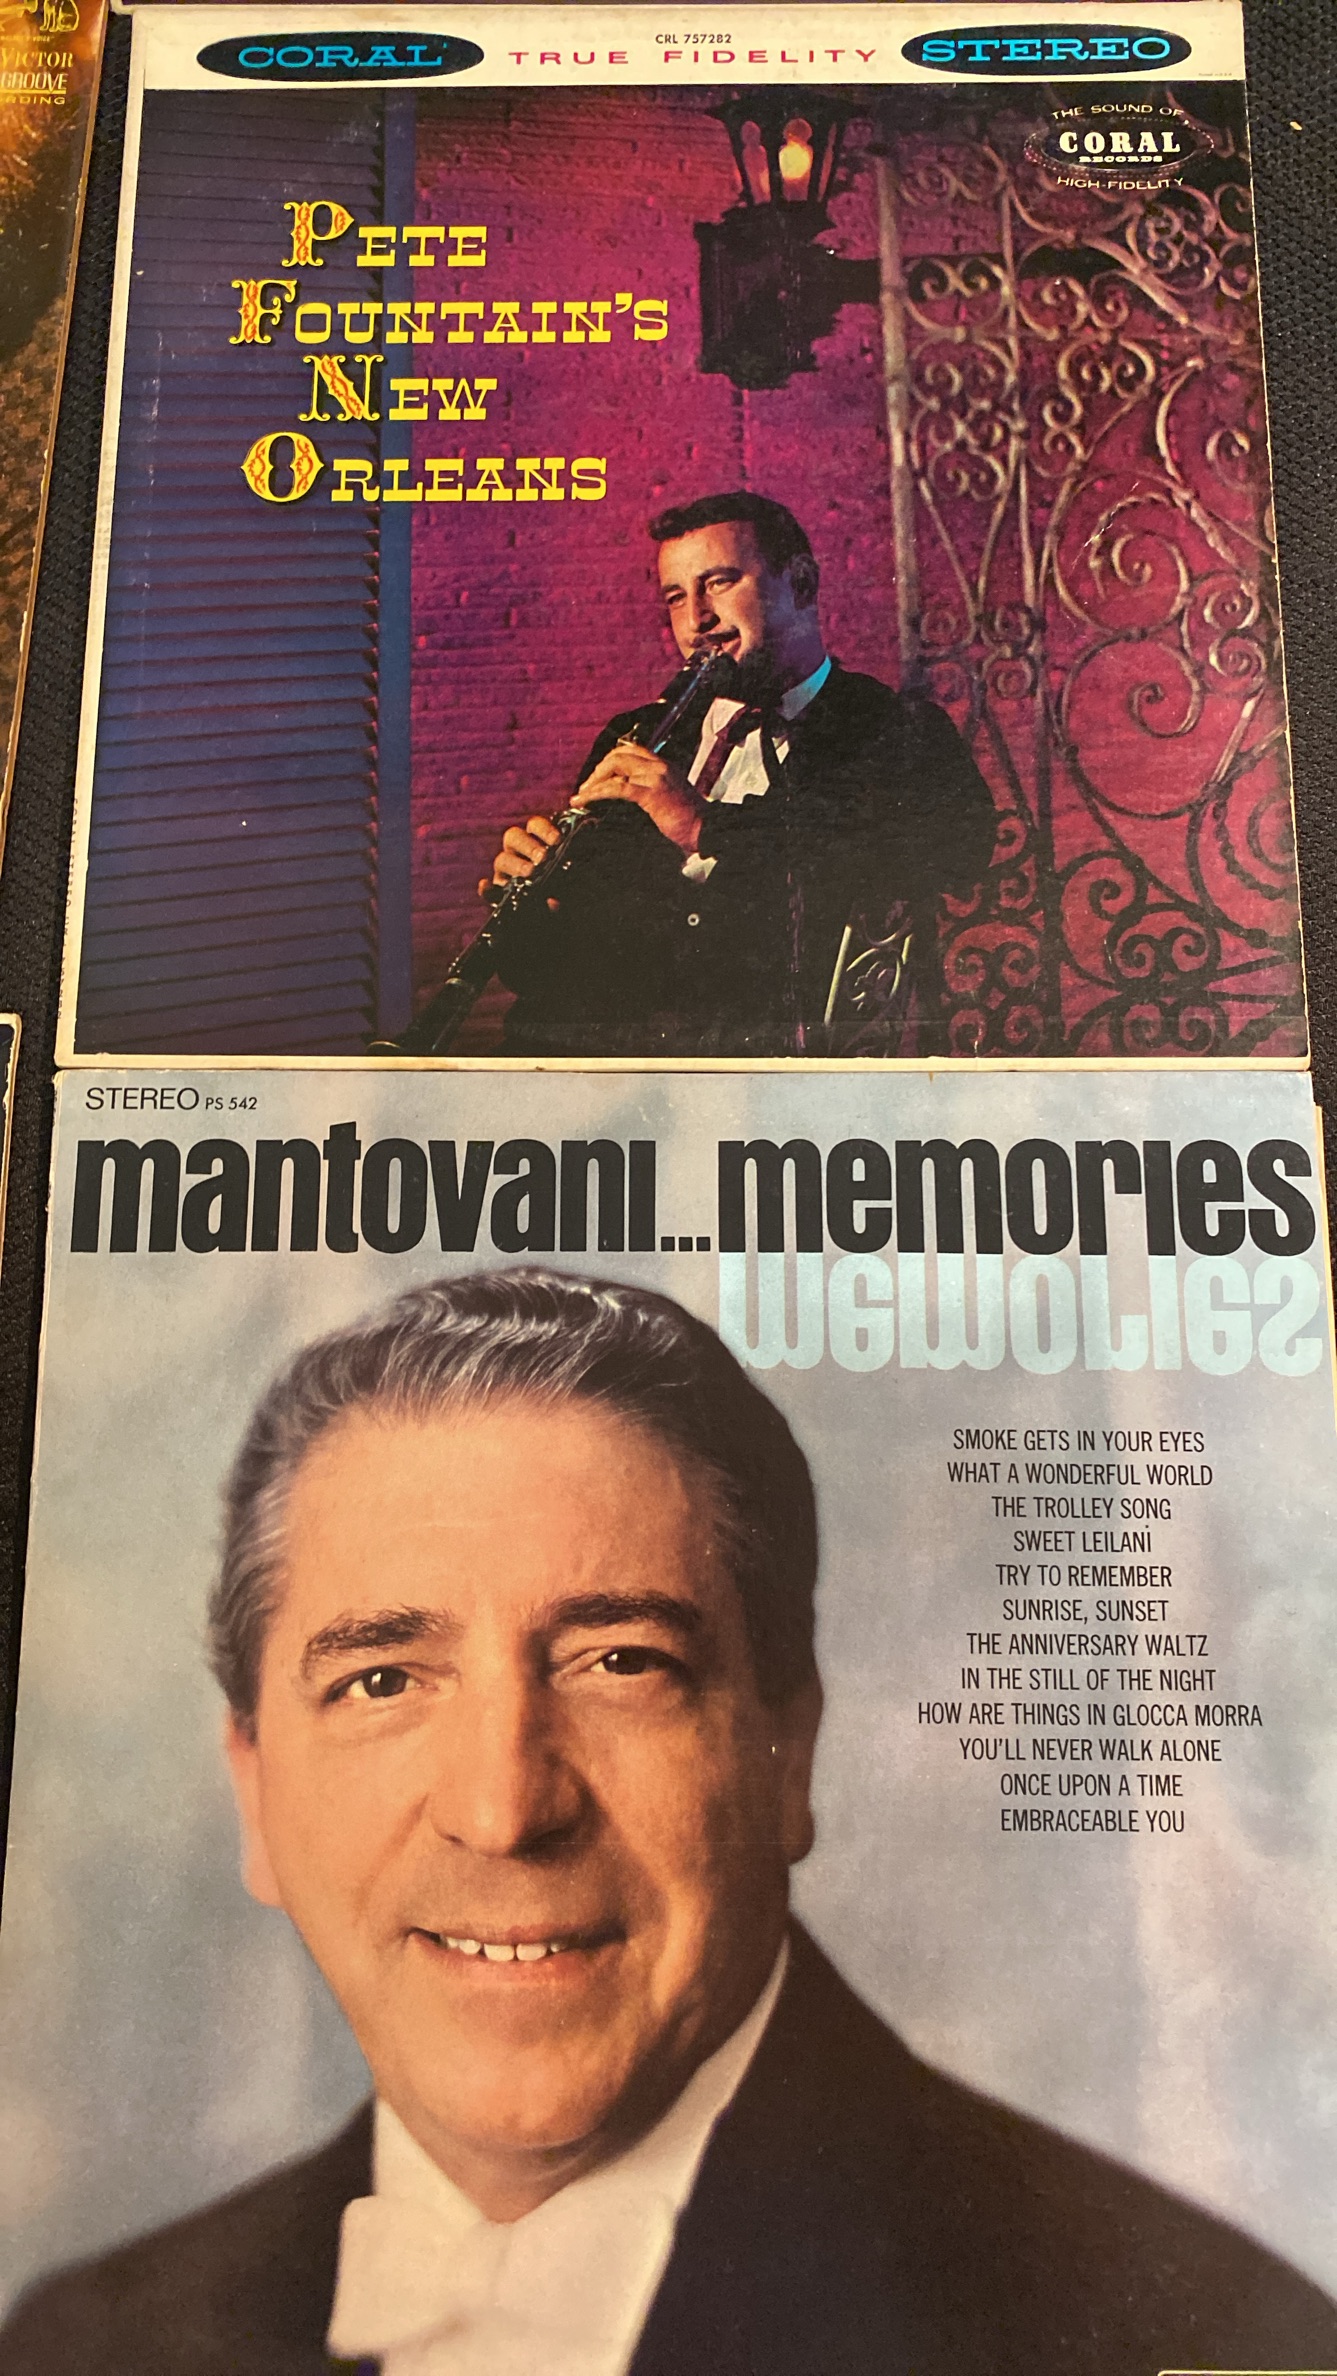 VICTOR
GROOVE
CORAL
CRL 757282
TRUE FIDELITY
STEREO
THE SOUND OF
CORAL
RECORDS
HIGH-FIDELITY
PETE
FOUNTAIN'S
NEW
ORLEANS
STEREO PS 542
mantovani...memories
memories
SMOKE GETS IN YOUR EYES
WHAT A WONDERFUL WORLD
THE TROLLEY SONG
SWEET LEILANI
TRY TO REMEMBER
SUNRISE, SUNSET
THE ANNIVERSARY WALTZ
IN THE STILL OF THE NIGHT
HOW ARE THINGS IN GLOCCA MORRA
YOU'LL NEVER WALK ALONE
ONCE UPON A TIME
EMBRACEABLE YOU